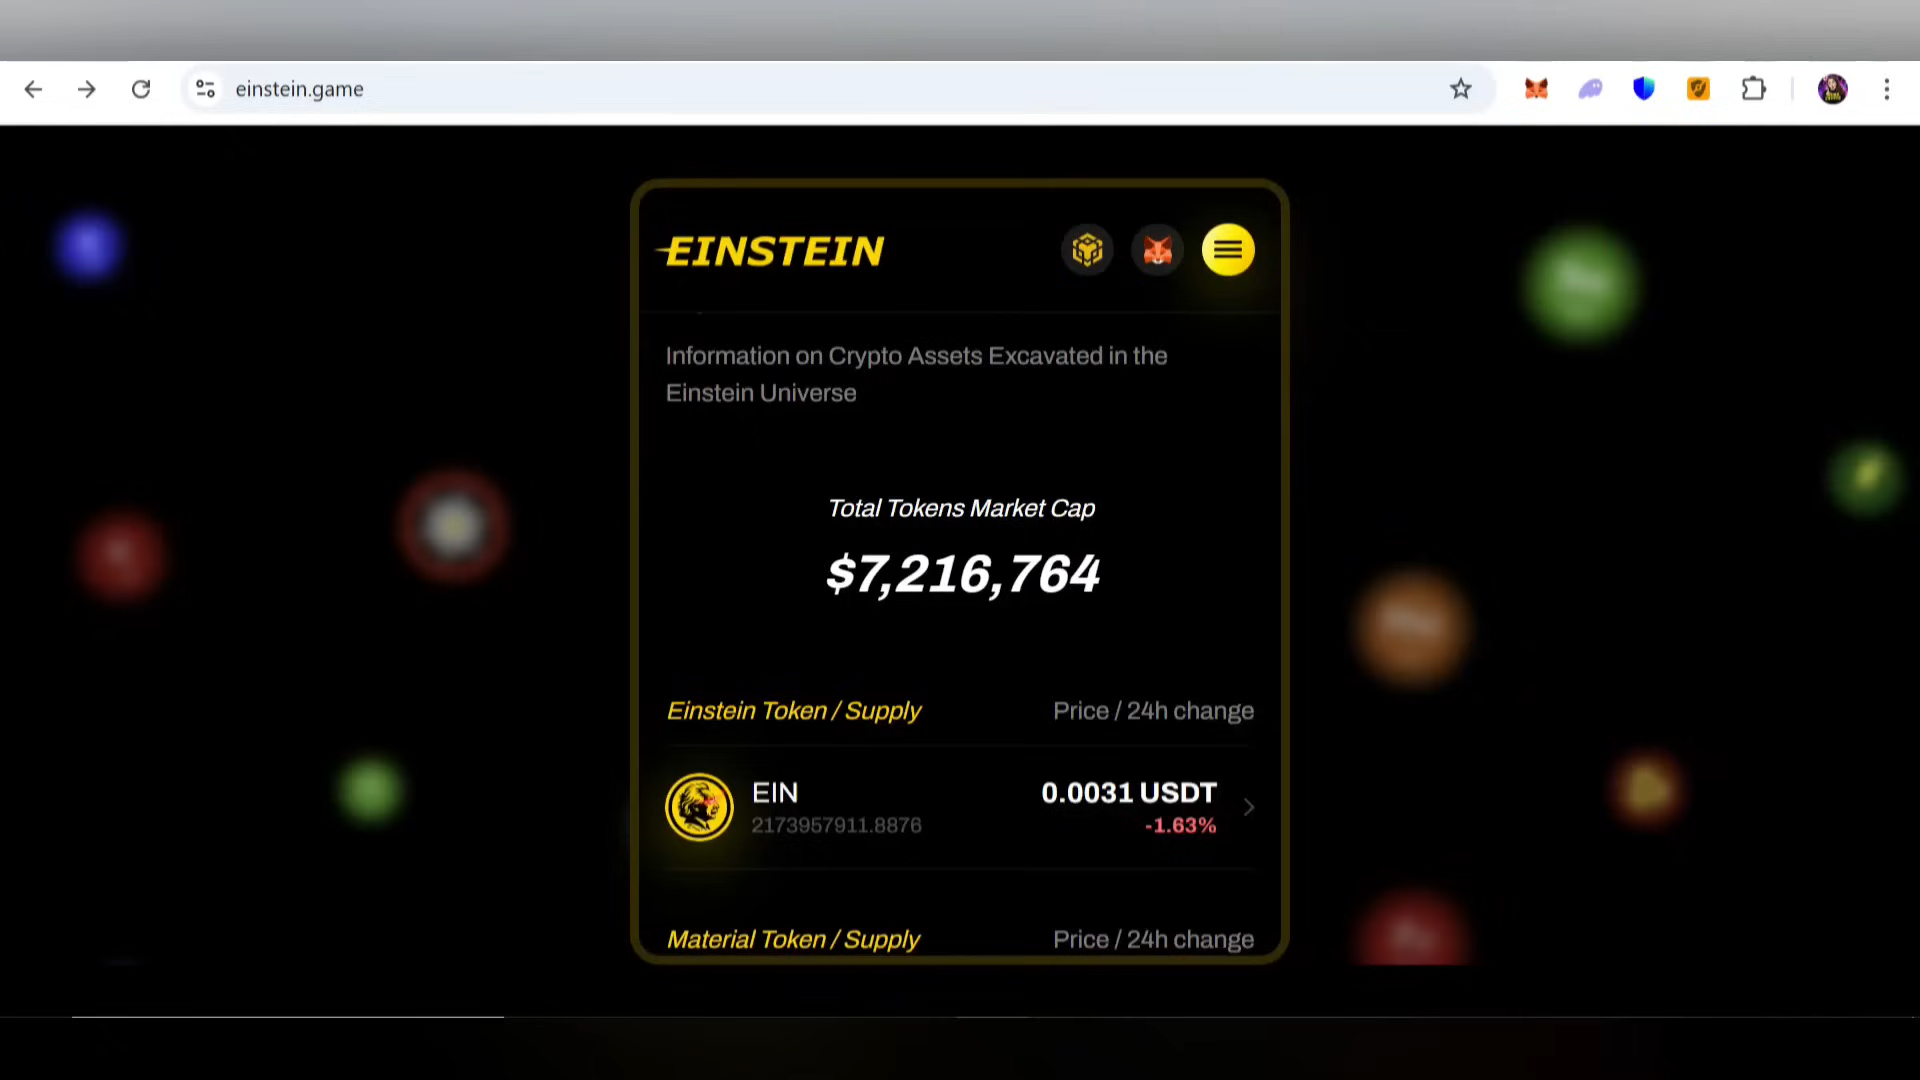 einstein.game
EINSTEIN
Information on Crypto Assets Excavated in the
Einstein Universe
Total Tokens Market Cap
$7,216,764
Einstein Token / Supply
Price / 24h change
EIN
0.0031 USDT
2173957911.8876
-1.63%
Material Token / Supply
Price / 24h change